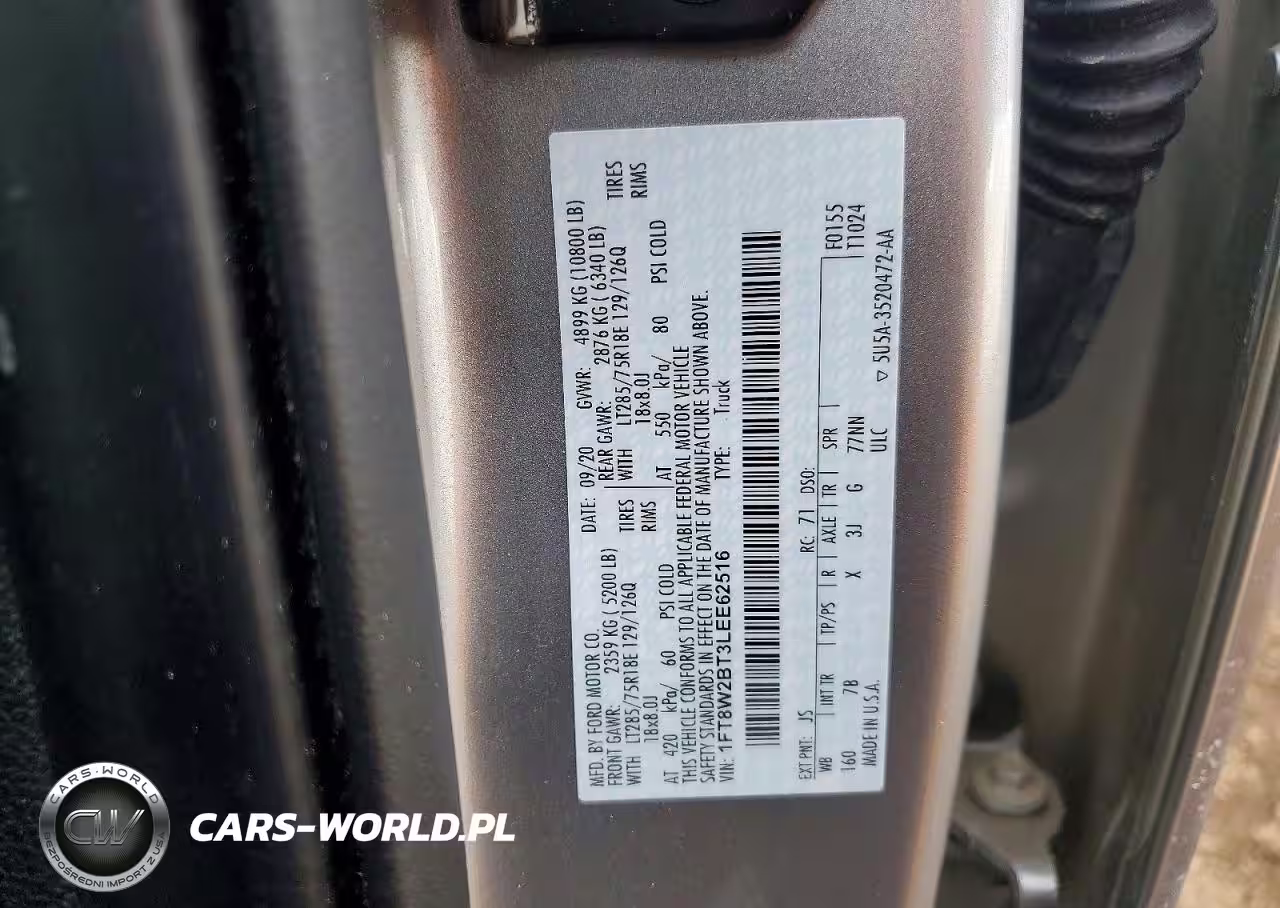 MFD. BY FORD MOTOR CO.
DATE: 09/20 GVWR: 4899 KG (10800 LB)
FRONT GAWR: 2359 KG ( 5200 LB) REAR GAWR: 2876 KG ( 6340 LB)
WITH LT285/75R18E 129/126Q TIRES WITH LT285/75R18E 129/126Q TIRES
18x8.0J RIMS 18x8.0J RIMS
AT 420 kPa/ 60 PSI COLD AT 550 kPa/ 80 PSI COLD
THIS VEHICLE CONFORMS TO ALL APPLICABLE FEDERAL MOTOR VEHICLE
SAFETY STANDARDS IN EFFECT ON THE DATE OF MANUFACTURE SHOWN ABOVE.
VIN: 1FT8W2BT3LEE62516 TYPE: Truck
EXT PNT: JS RC: 71 DSO: F0155
WB INT TR TP/PS R AXLE TR SPR T1024
160 7B X 3J G 77NN
MADE IN U.S.A. ULC ▽ 5U5A-3520472-AA
CARS-WORLD
CW
BEZPOŚREDNI IMPORT Z USA
CARS-WORLD.PL